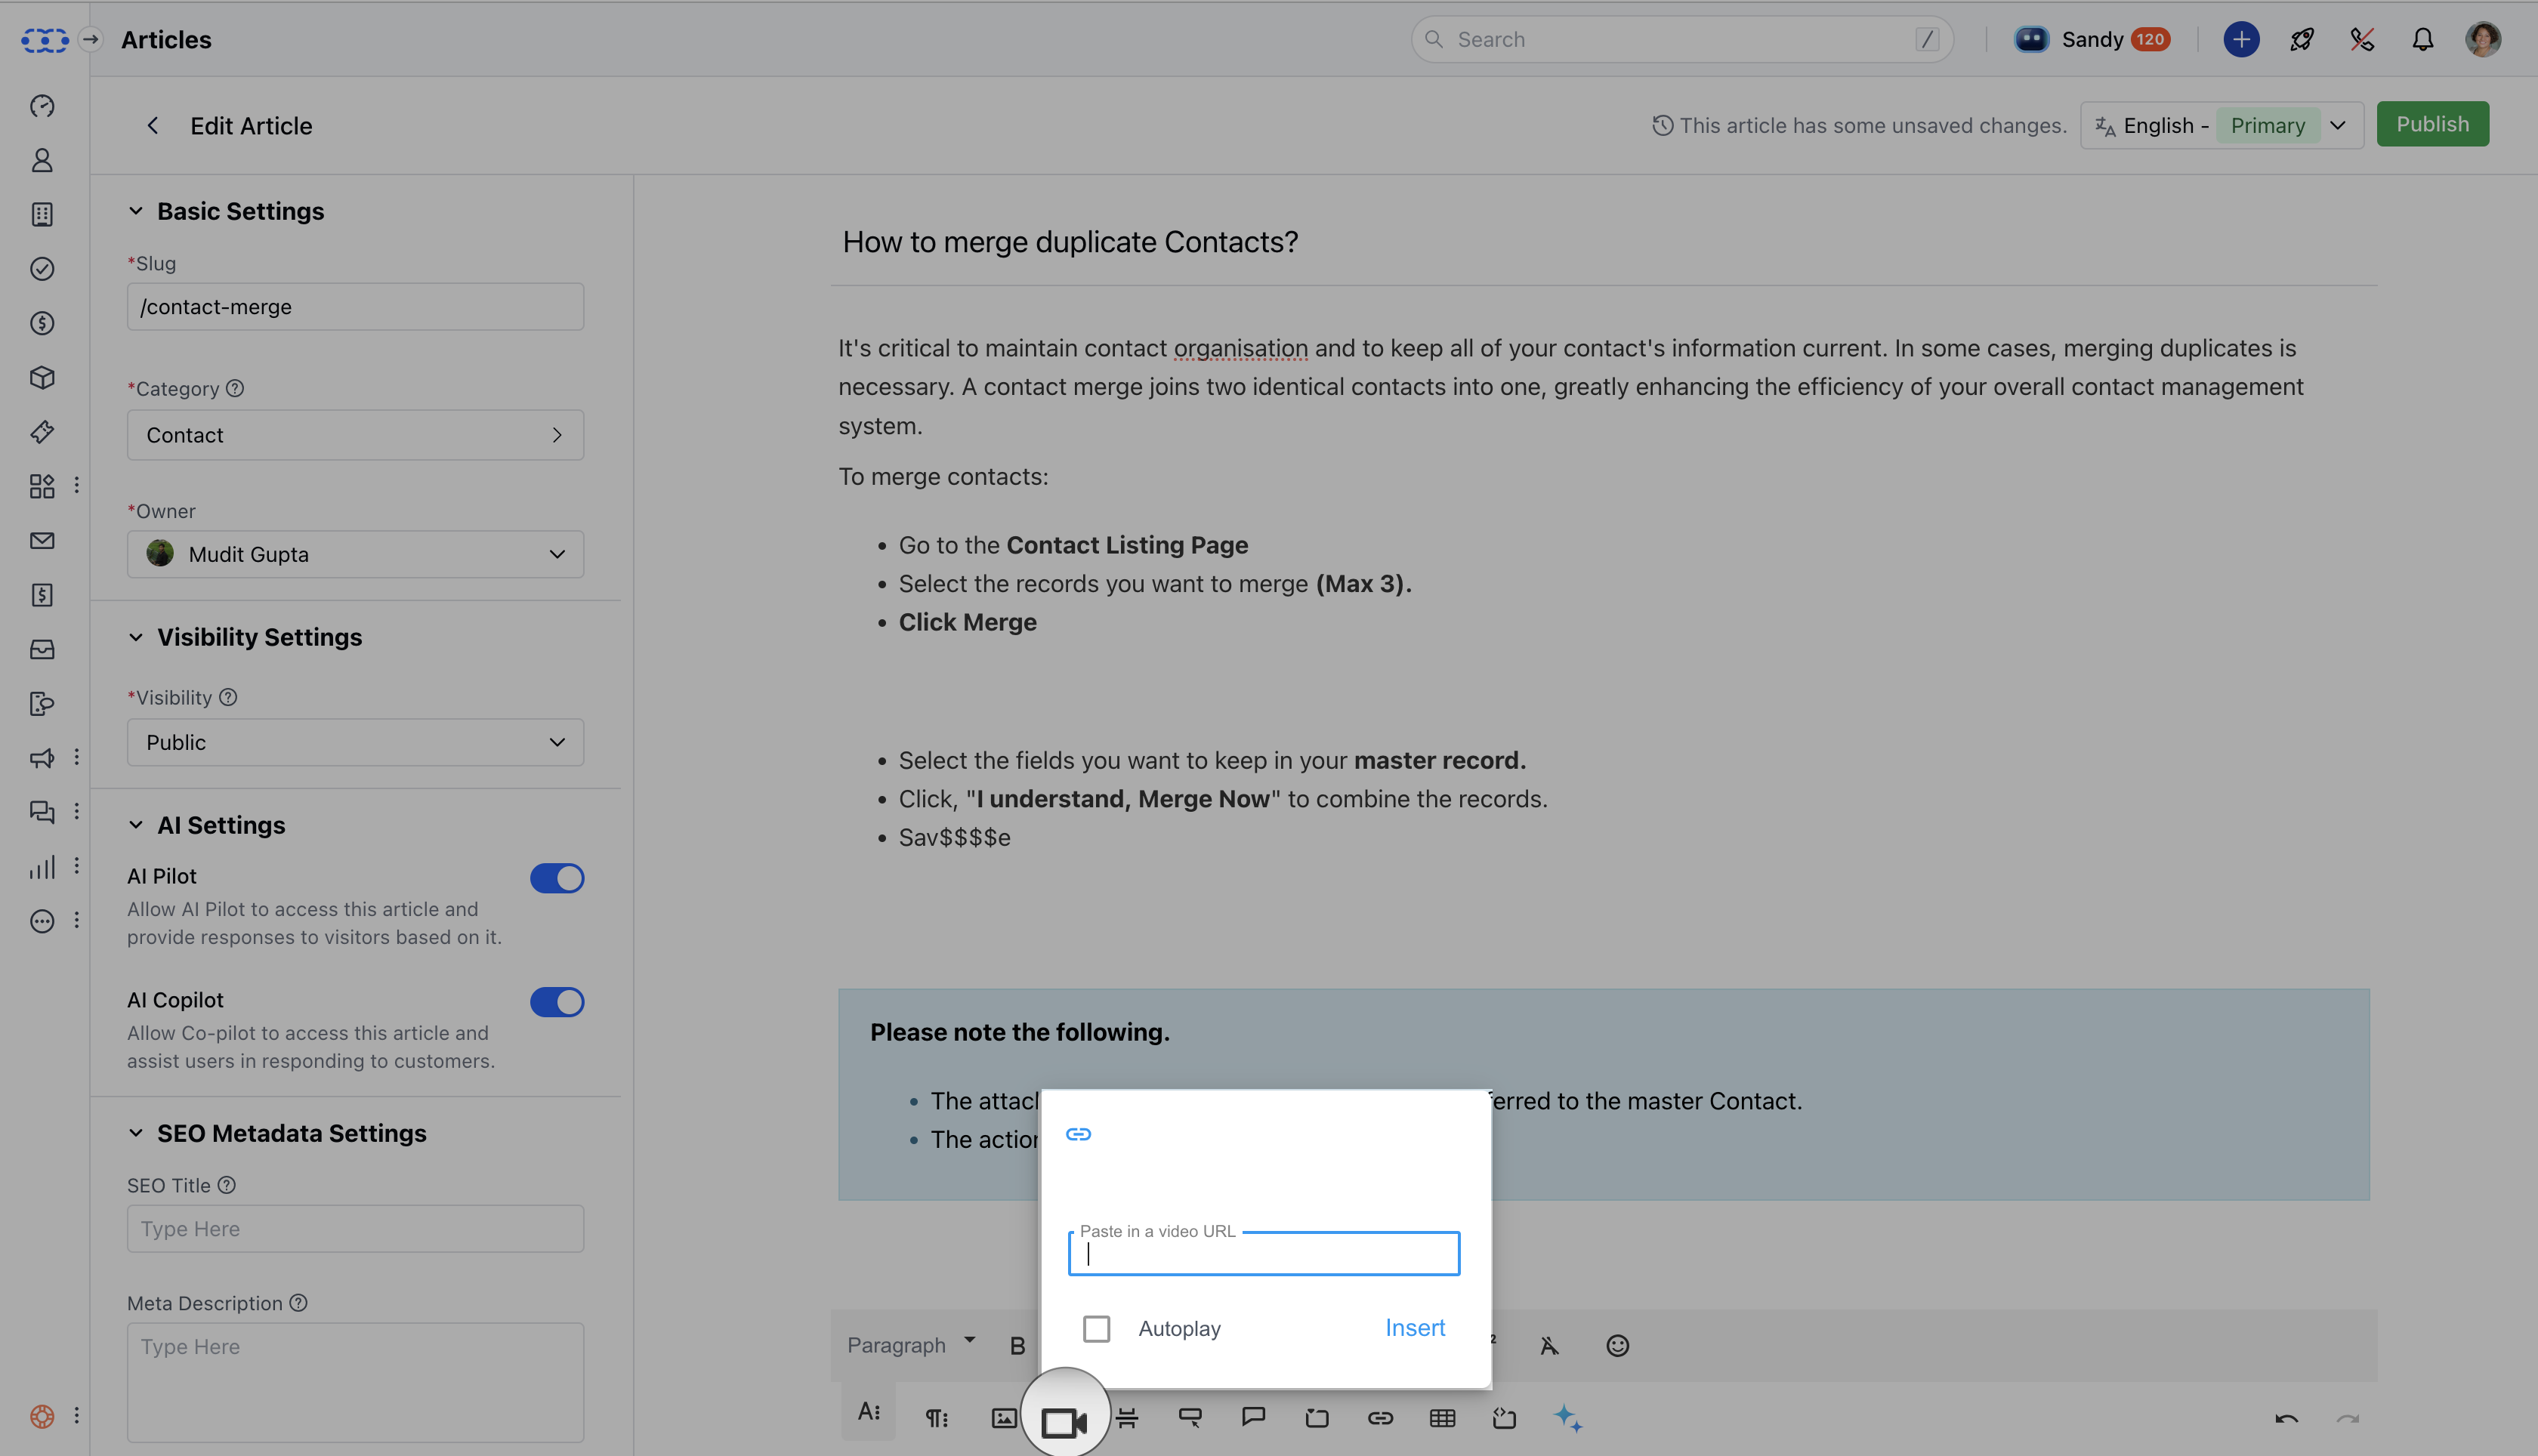 Articles
Search
/
Sandy 120
Edit Article
This article has some unsaved changes.
English - Primary
Publish
Basic Settings
*Slug
/contact-merge
*Category
Contact
*Owner
Mudit Gupta
Visibility Settings
*Visibility
Public
AI Settings
AI Pilot
Allow AI Pilot to access this article and
provide responses to visitors based on it.
AI Copilot
Allow Co-pilot to access this article and
assist users in responding to customers.
SEO Metadata Settings
SEO Title
Type Here
Meta Description
Type Here
How to merge duplicate Contacts?
It's critical to maintain contact organisation and to keep all of your contact's information current. In some cases, merging duplicates is
necessary. A contact merge joins two identical contacts into one, greatly enhancing the efficiency of your overall contact management
system.
To merge contacts:
• Go to the Contact Listing Page
• Select the records you want to merge (Max 3).
• Click Merge
• Select the fields you want to keep in your master record.
• Click, "I understand, Merge Now" to combine the records.
• Sav$$$$e
Please note the following.
• The erred to the master Contact.
• The
Paste in a video URL
Autoplay
Insert
Paragraph
B